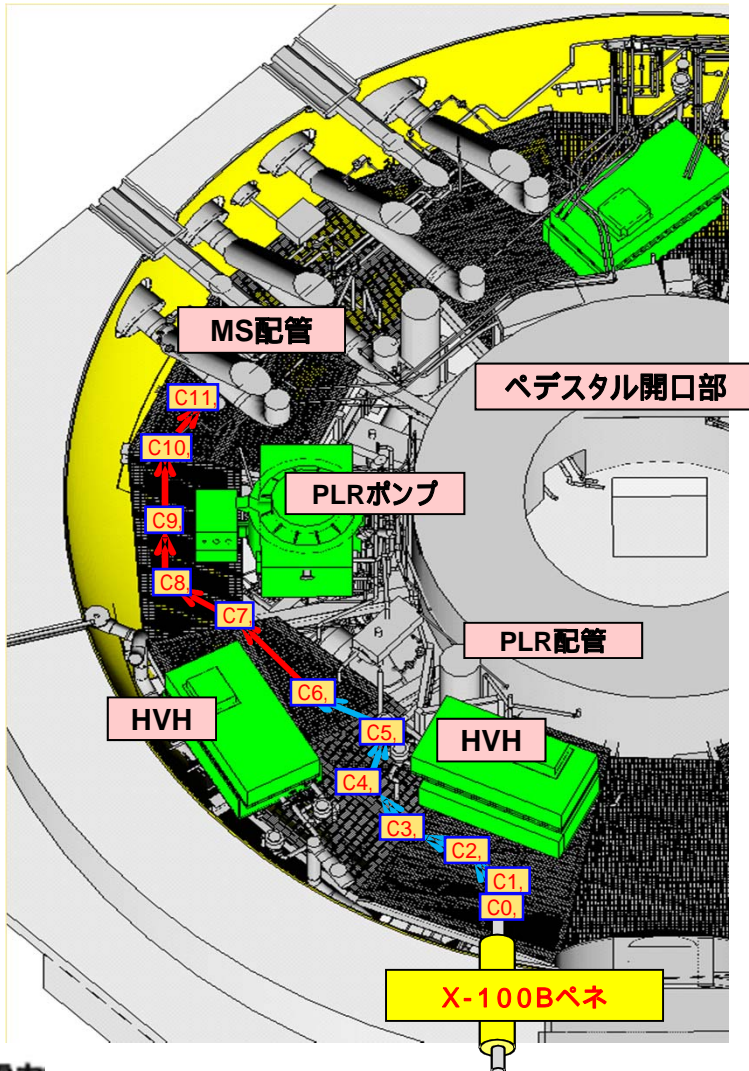 MS配管
C11,
ペデスタル開口部
C10,
PLRポンプ
C9,
C8,
C7,
PLR配管
C6,
HVH
C5,
HVH
C4,
C3,
C2,
C1,
C0,
X-100Bペネ